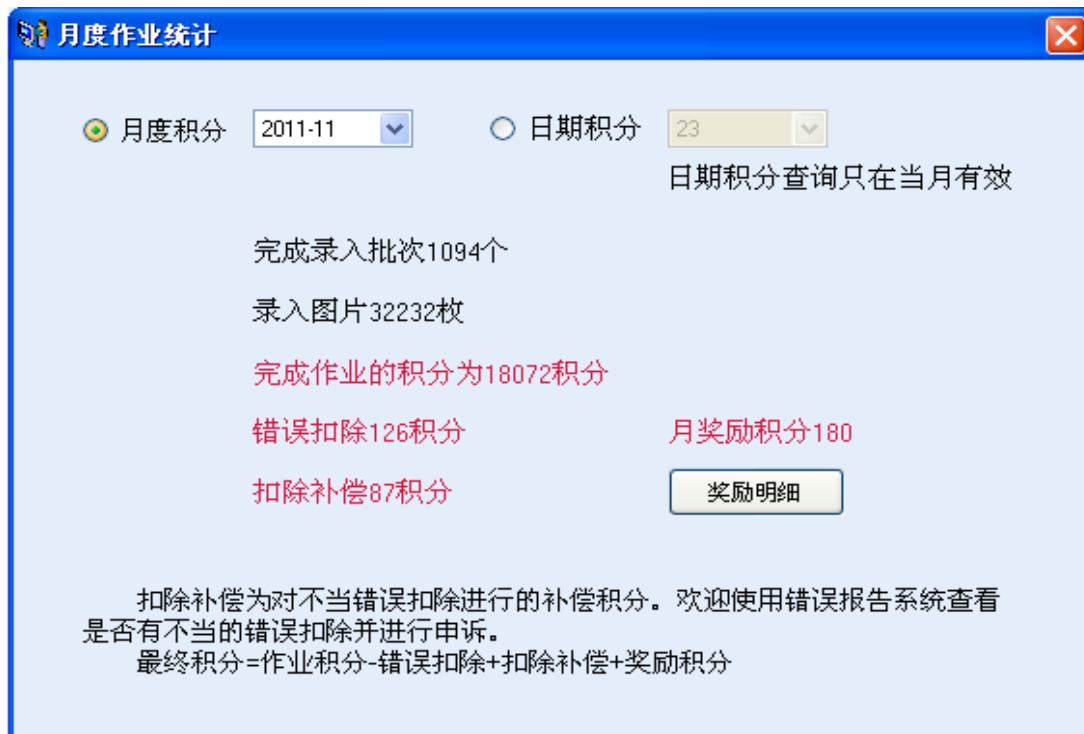 月度作业统计
月度积分 2011-11 日期积分 23
日期积分查询只在当月有效
完成录入批次1094个
录入图片32232枚
完成作业的积分为18072积分
错误扣除126积分 月奖励积分180
扣除补偿87积分 奖励明细
扣除补偿为对不当错误扣除进行的补偿积分。欢迎使用错误报告系统查看
是否有不当的错误扣除并进行申诉。
最终积分=作业积分-错误扣除+扣除补偿+奖励积分